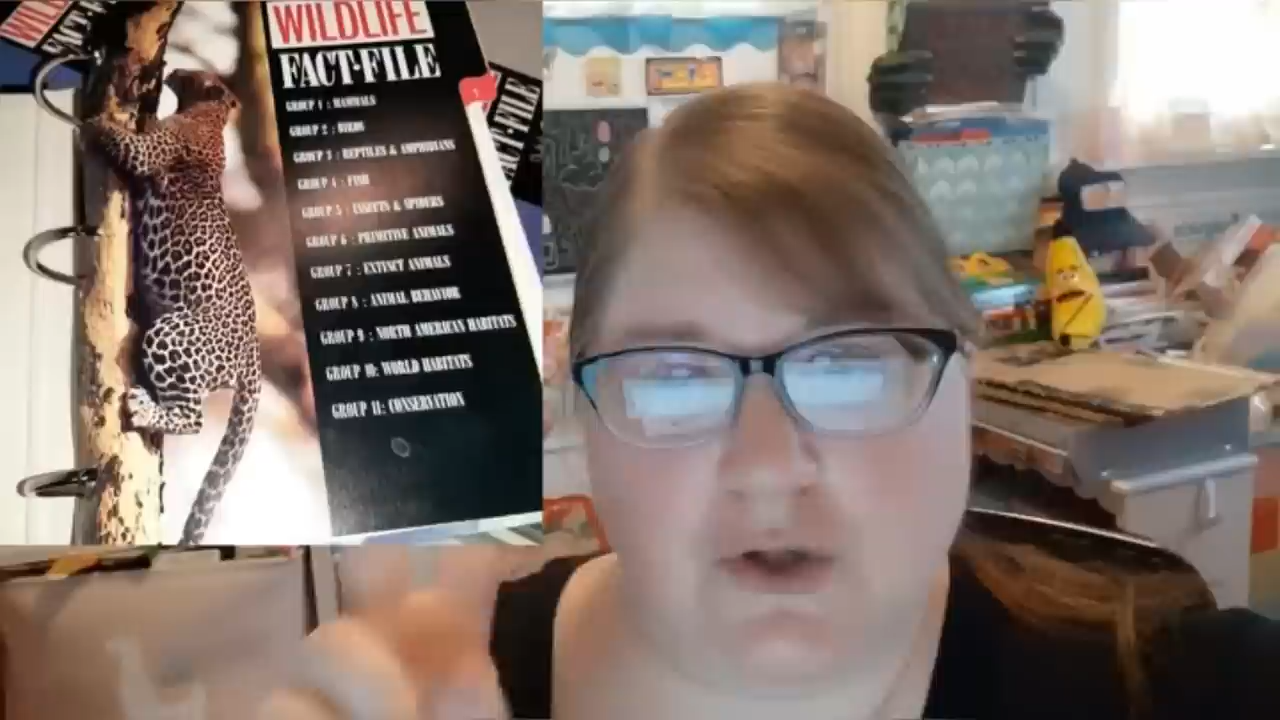 WILDLIFE
FACT-FILE
GROUP 1 : MAMMALS
GROUP 2 : BIRDS
GROUP 3 : REPTILES & AMPHIBIANS
GROUP 4 : FISH
GROUP 5 : INSECTS & SPIDERS
GROUP 6 : PRIMITIVE ANIMALS
GROUP 7 : EXTINCT ANIMALS
GROUP 8 : ANIMAL BEHAVIOR
GROUP 9 : NORTH AMERICAN HABITATS
GROUP 10: WORLD HABITATS
GROUP 11: CONSERVATION
FACT-FILE